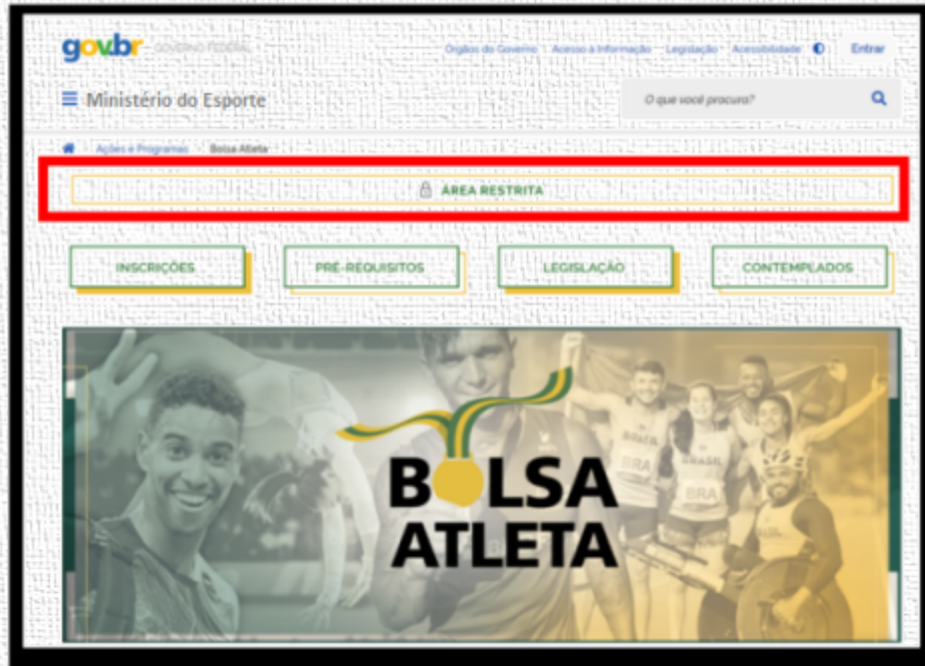 gov.br GOVERNO FEDERAL
Órgãos do Governo Acesso à Informação Legislação Acessibilidade Entrar
Ministério do Esporte
O que você procura?
Ações e Programas Bolsa Atleta
ÁREA RESTRITA
INSCRIÇÕES PRÉ-REQUISITOS LEGISLAÇÃO CONTEMPLADOS
BOLSA
ATLETA
BRASIL
BRASIL
BRA
BRA